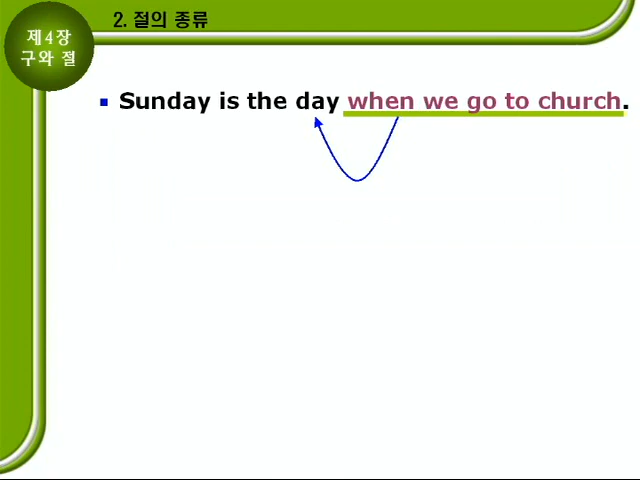 2. 절의 종류
제4장
구와 절
Sunday is the day when we go to church.